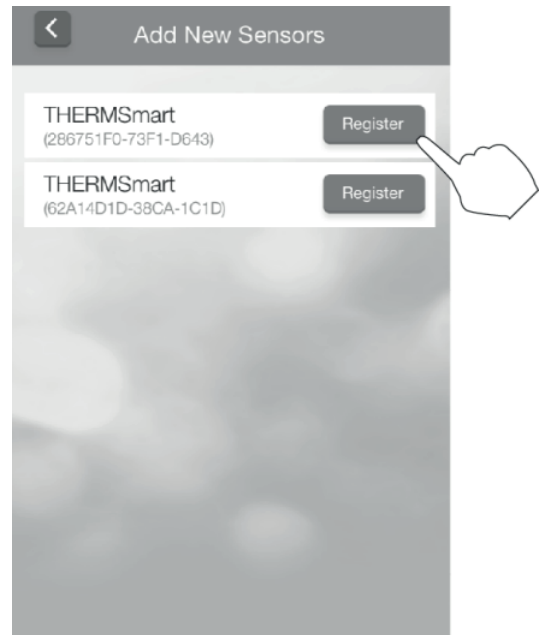 Add New Sensors
THERMSmart
Register
(286751F0-73F1-D643)
THERMSmart
Register
(62A14D1D-38CA-1C1D)